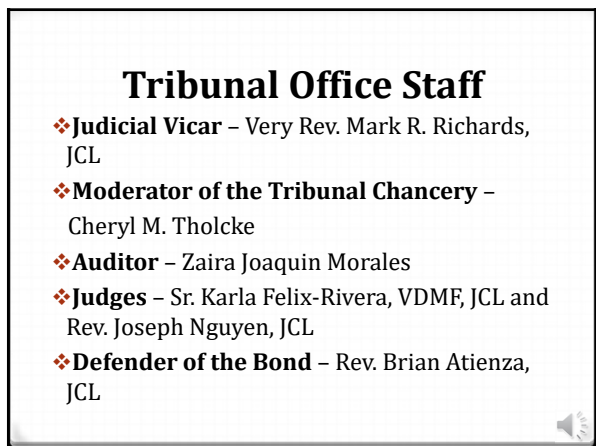 Tribunal Office Staff
❖Judicial Vicar – Very Rev. Mark R. Richards,
JCL
❖Moderator of the Tribunal Chancery –
Cheryl M. Tholcke
❖Auditor – Zaira Joaquin Morales
❖Judges – Sr. Karla Felix-Rivera, VDMF, JCL and
Rev. Joseph Nguyen, JCL
❖Defender of the Bond – Rev. Brian Atienza,
JCL